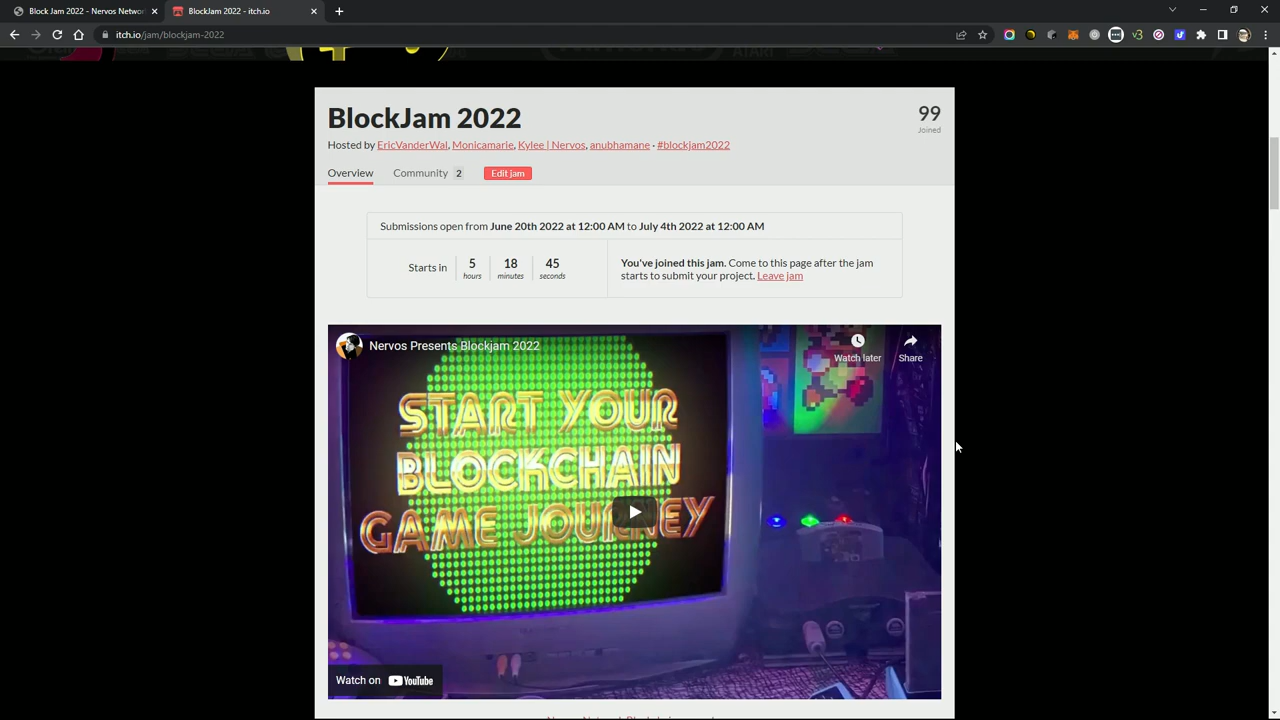 Block Jam 2022 - Nervos Networ
BlockJam 2022 - itch.io
itch.io/jam/blockjam-2022
ATARI
BlockJam 2022
99
Joined
Hosted by EricVanderWal, Monicamarie, Kylee | Nervos, anubhamane · #blockjam2022
Overview
Community 2
Edit jam
Submissions open from June 20th 2022 at 12:00 AM to July 4th 2022 at 12:00 AM
Starts in
5 hours
18 minutes
45 seconds
You've joined this jam. Come to this page after the jam
starts to submit your project. Leave jam
Nervos Presents Blockjam 2022
Watch later
Share
START YOUR
BLOCKCHAIN
GAME JOURNEY
Watch on YouTube